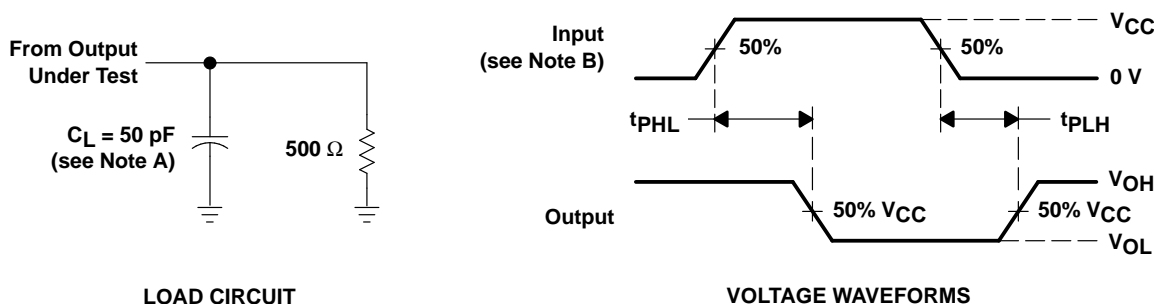 From Output
Under Test
CL = 50 pF
(see Note A)
500 Ω
LOAD CIRCUIT
Input
(see Note B)
50%
50%
VCC
0 V
tPHL
tPLH
Output
50% VCC
50% VCC
VOH
VOL
VOLTAGE WAVEFORMS